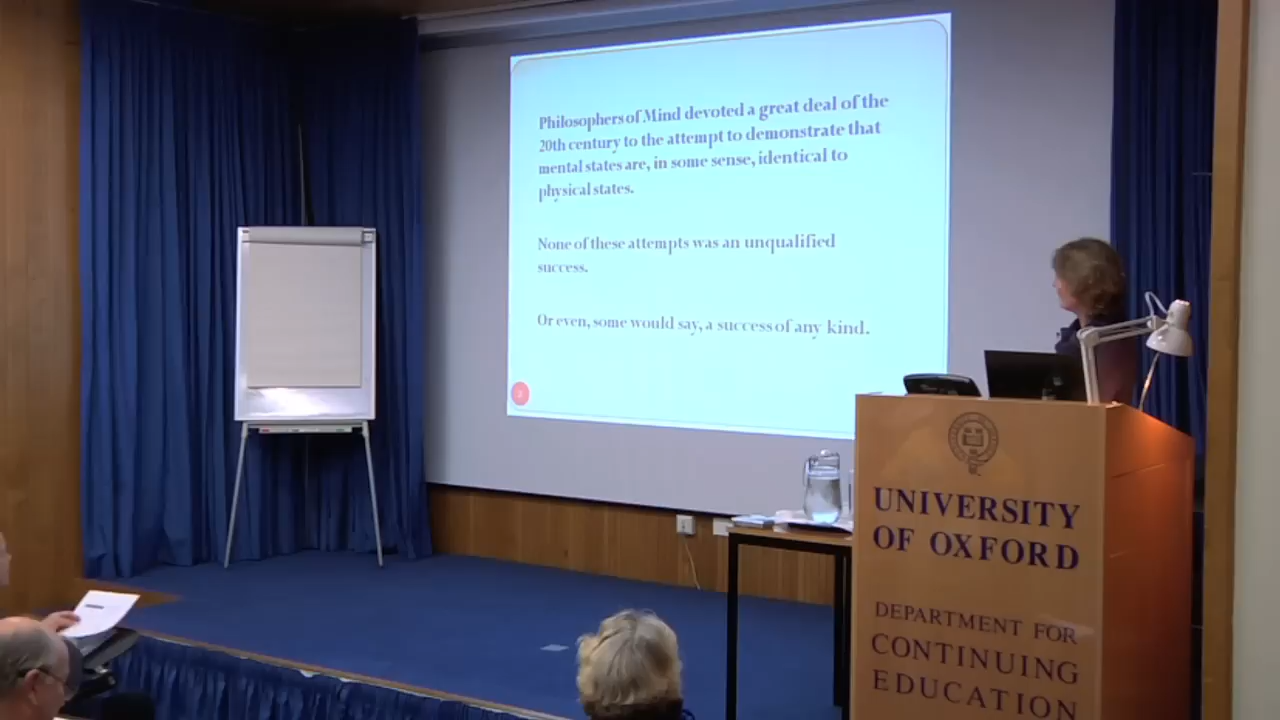 Philosophers of Mind devoted a great deal of the
20th century to the attempt to demonstrate that
mental states are, in some sense, identical to
physical states.
None of these attempts was an unqualified
success.
Or even, some would say, a success of any kind.
UNIVERSITY
OF OXFORD
DEPARTMENT FOR
CONTINUING
EDUCATION